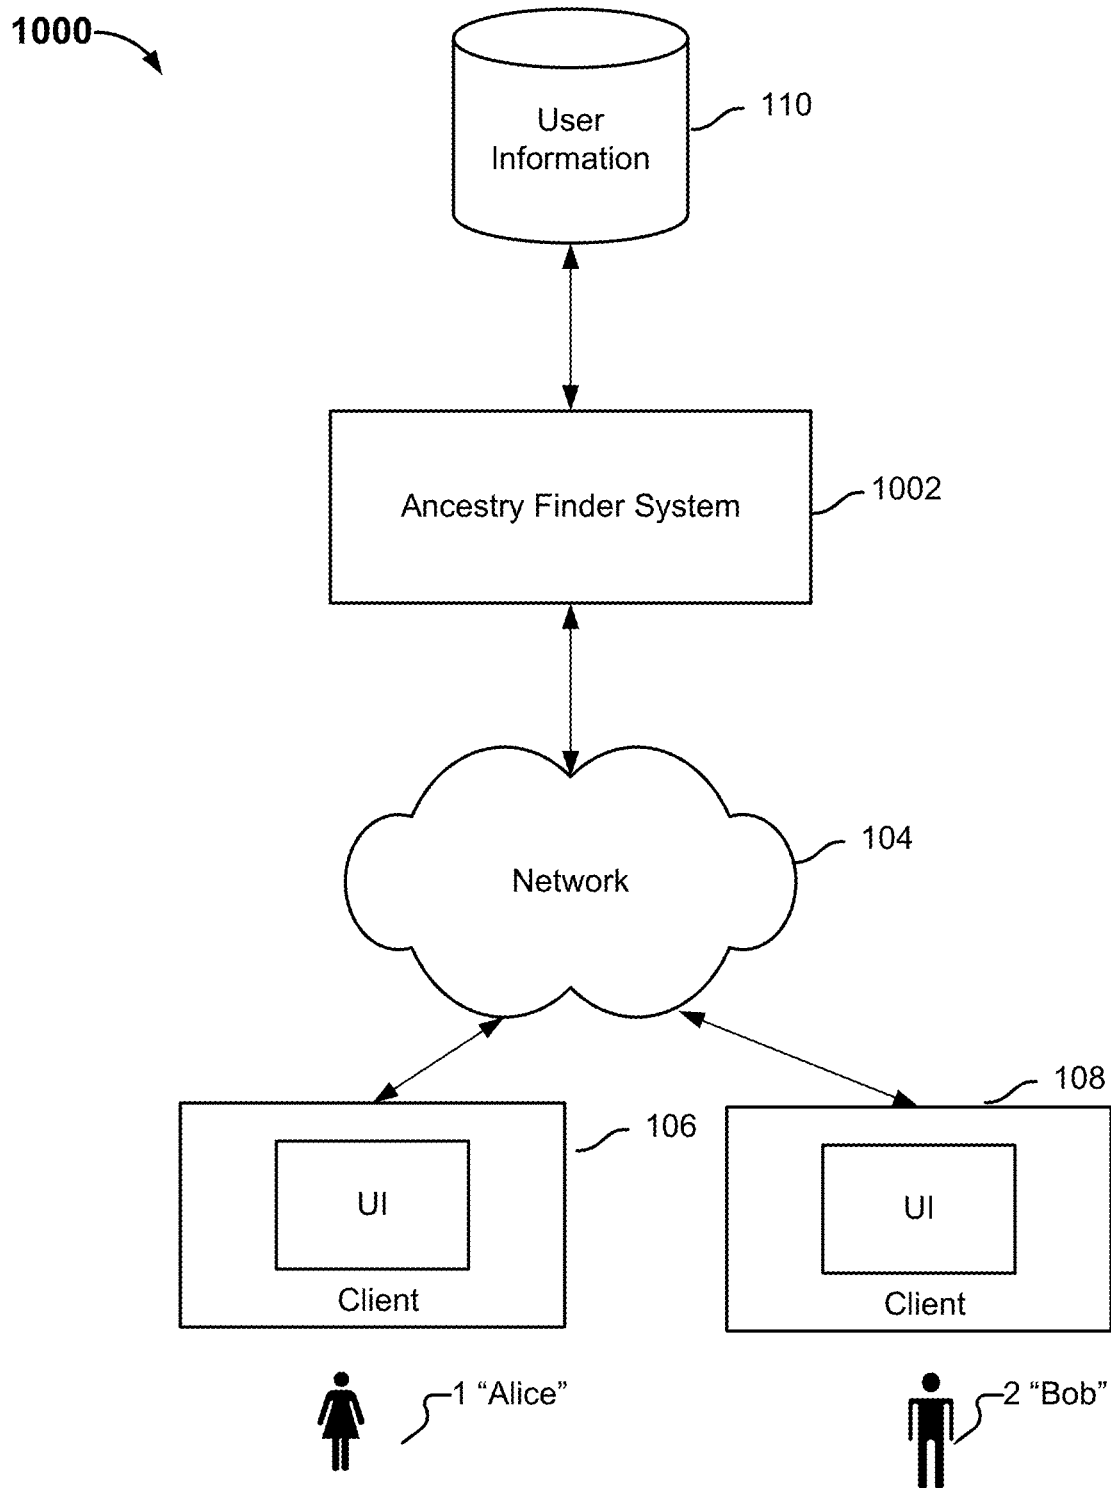 1000
110
User
Information
1002
Ancestry Finder System
104
Network
108
106
UI
UI
Client
Client
1 “Alice”
2 “Bob”